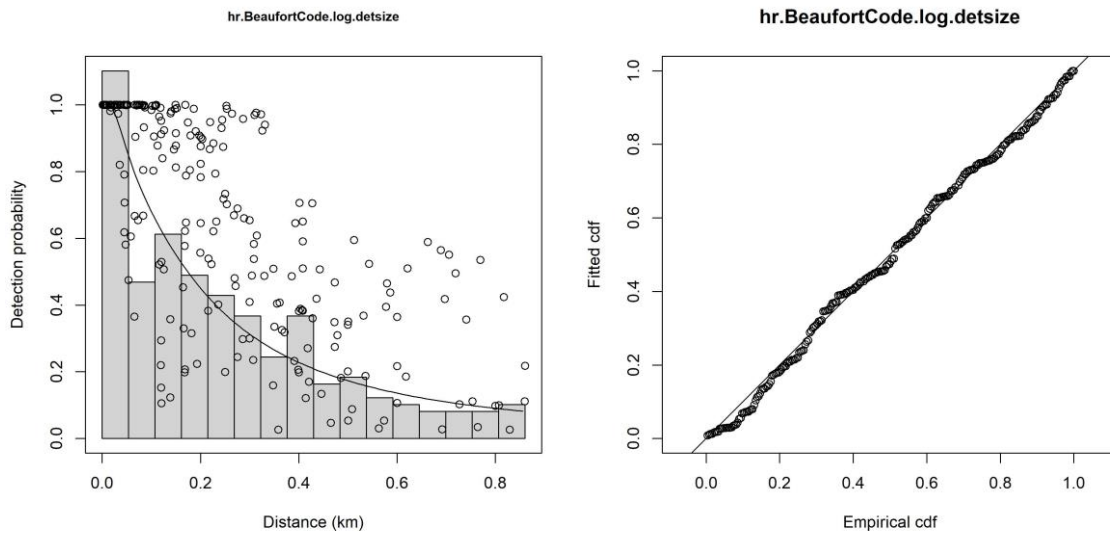 hr.BeaufortCode.log.detsize
Detection probability
1.0
0.8
0.6
0.4
0.2
0.0
0.0 0.2 0.4 0.6 0.8
Distance (km)
hr.BeaufortCode.log.detsize
Fitted cdf
1.0
0.8
0.6
0.4
0.2
0.0
0.0 0.2 0.4 0.6 0.8 1.0
Empirical cdf